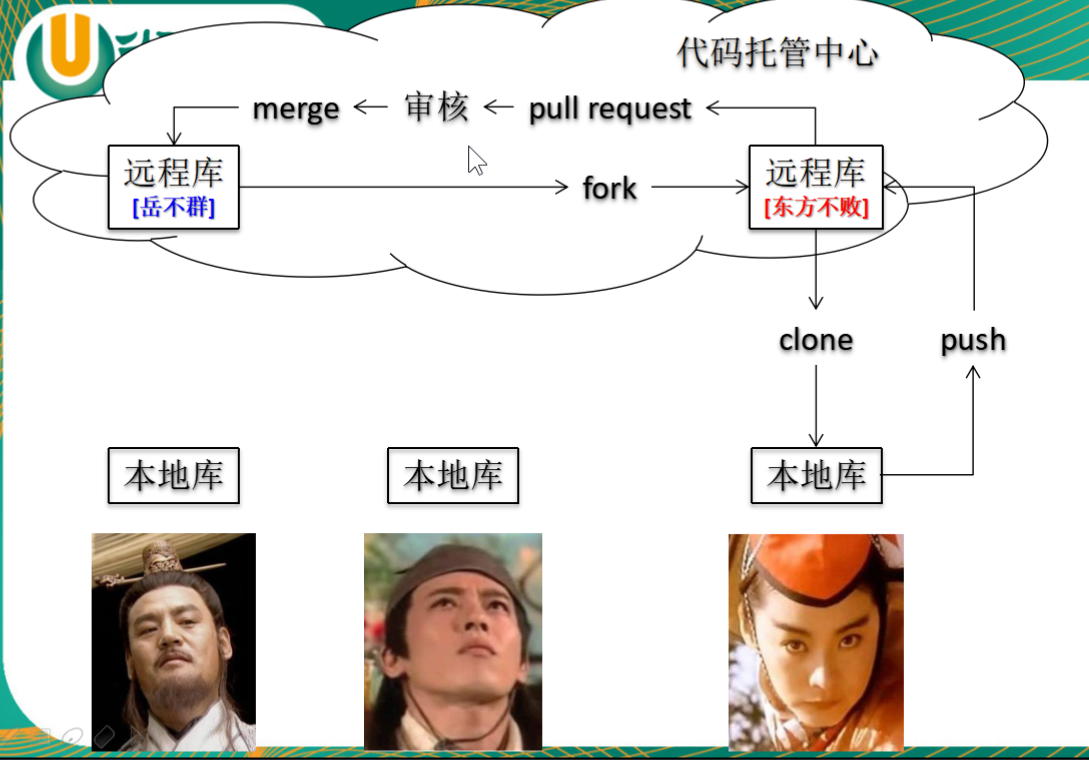 代码托管中心
merge
审核
pull request
远程库
[岳不群]
fork
远程库
[东方不败]
clone
push
本地库
本地库
本地库